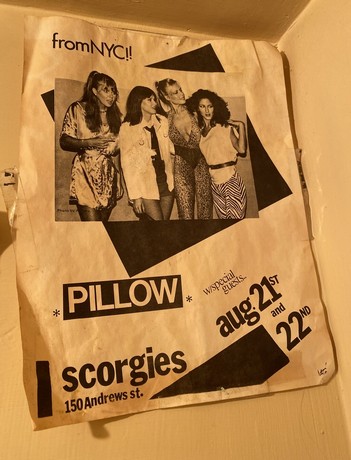 fromNYC!!
* PILLOW *
w/special
guests...
aug. 21ST
and
22ND
scorgies
150 Andrews st.